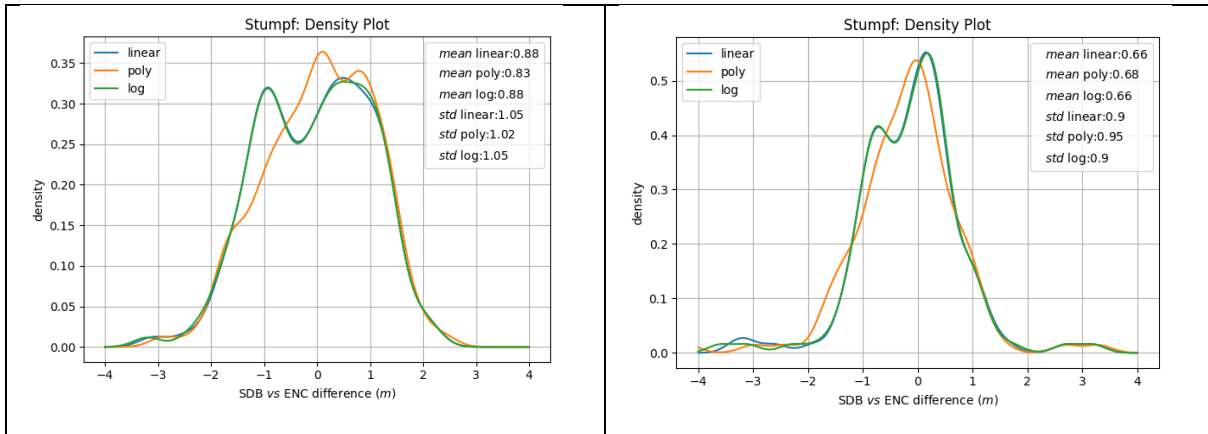 Stumpf: Density Plot
linear
poly
log
mean linear:0.88
mean poly:0.83
mean log:0.88
std linear:1.05
std poly:1.02
std log:1.05
density
0.35
0.30
0.25
0.20
0.15
0.10
0.05
0.00
−4 −3 −2 −1 0 1 2 3 4
SDB vs ENC difference (m)
Stumpf: Density Plot
linear
poly
log
mean linear:0.66
mean poly:0.68
mean log:0.66
std linear:0.9
std poly:0.95
std log:0.9
density
0.5
0.4
0.3
0.2
0.1
0.0
−4 −3 −2 −1 0 1 2 3 4
SDB vs ENC difference (m)